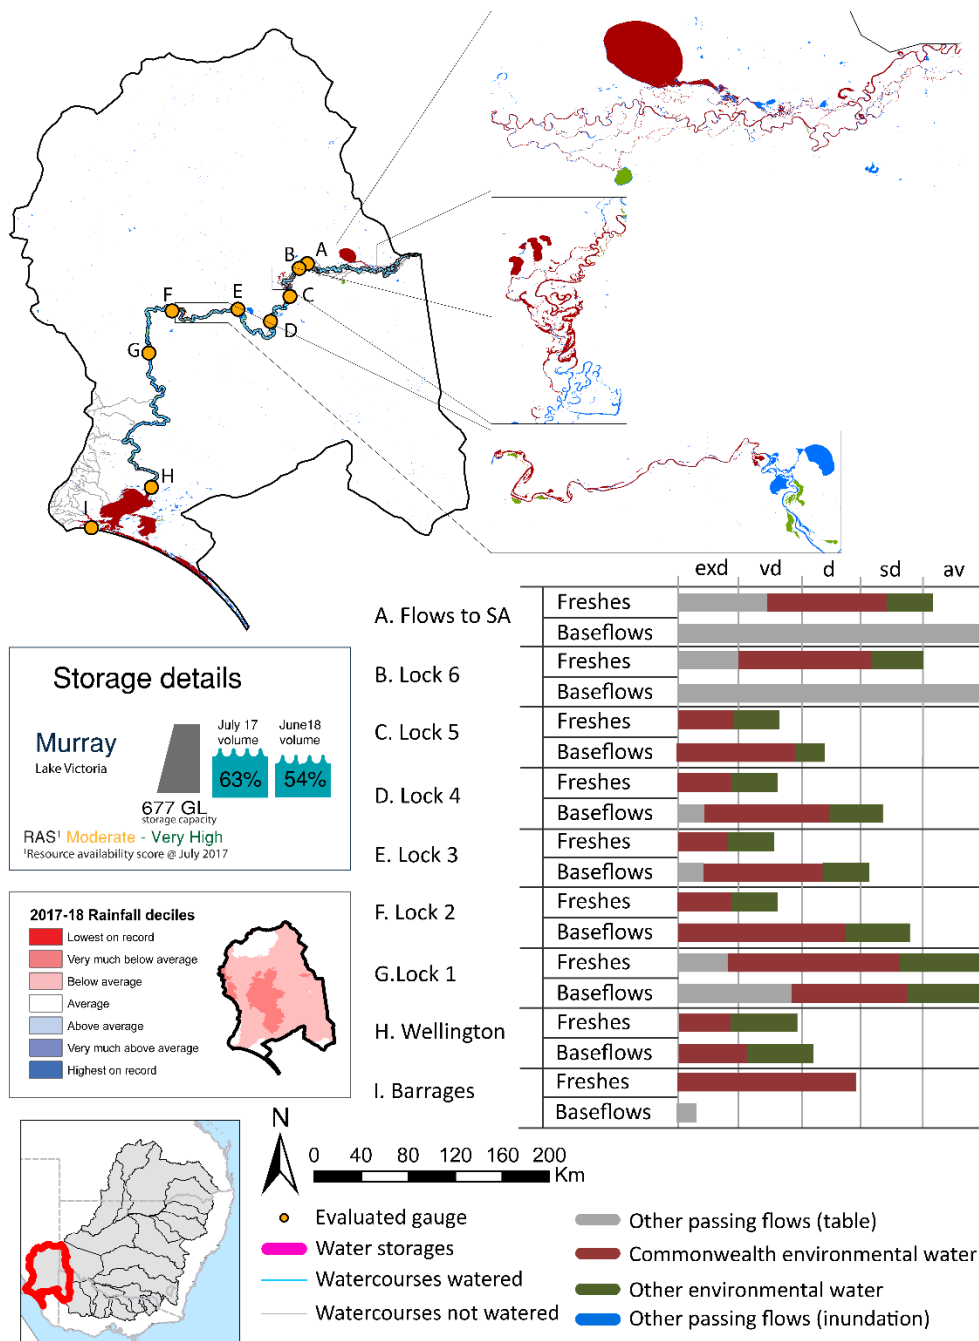 A
B
C
D
E
F
G
H
I
exd vd d sd av
A. Flows to SA
Freshes
Baseflows
B. Lock 6
Freshes
Baseflows
C. Lock 5
Freshes
Baseflows
D. Lock 4
Freshes
Baseflows
E. Lock 3
Freshes
Baseflows
F. Lock 2
Freshes
Baseflows
G.Lock 1
Freshes
Baseflows
H. Wellington
Freshes
Baseflows
I. Barrages
Freshes
Baseflows
Storage details
Murray
Lake Victoria
677 GL
storage capacity
July 17
volume
63%
June18
volume
54%
RAS¹ Moderate - Very High
¹Resource availability score @ July 2017
2017-18 Rainfall deciles
Lowest on record
Very much below average
Below average
Average
Above average
Very much above average
Highest on record
N
0 40 80 120 160 200
Km
Evaluated gauge
Water storages
Watercourses watered
Watercourses not watered
Other passing flows (table)
Commonwealth environmental water
Other environmental water
Other passing flows (inundation)